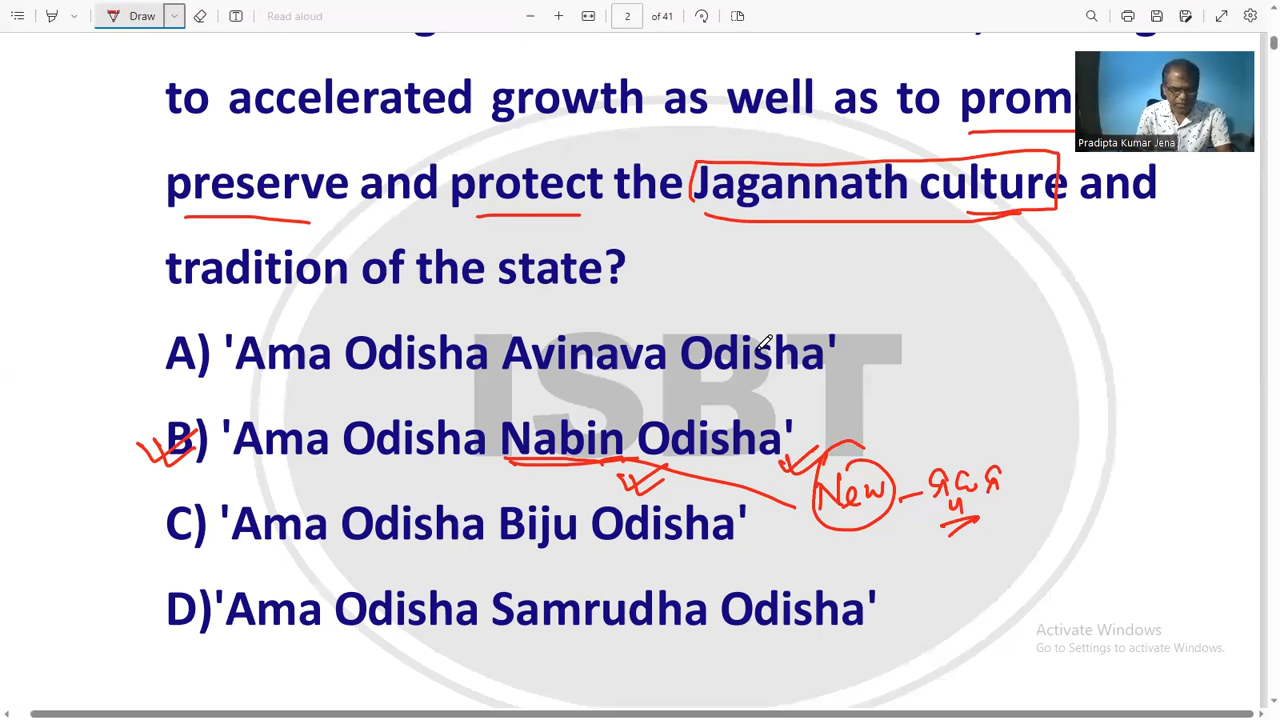 Draw
Read aloud
2 of 41
to accelerated growth as well as to prom
Pradipta Kumar Jena
preserve and protect the Jagannath culture and
tradition of the state?
A) 'Ama Odisha Avinava Odisha'
B) 'Ama Odisha Nabin Odisha'
New –
C) 'Ama Odisha Biju Odisha'
D)'Ama Odisha Samrudha Odisha'
ISBT
Activate Windows
Go to Settings to activate Windows.